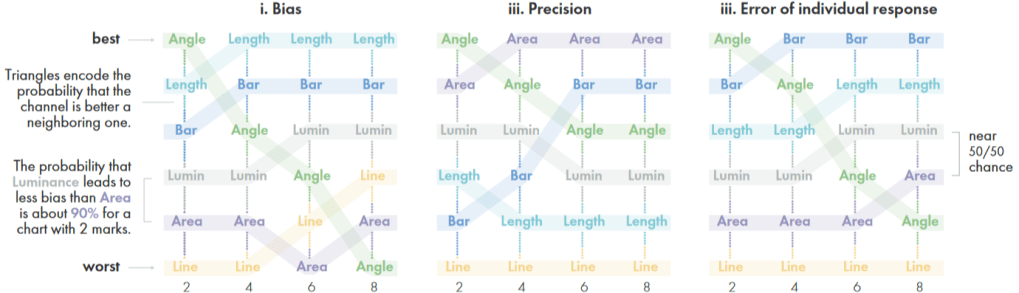 i. Bias
iii. Precision
iii. Error of individual response
best
Angle Length Length Length
Angle Area Area Area
Angle Bar Bar Bar
Triangles encode the
probability that the
channel is better a
neighboring one.
Length Bar Bar Bar
Area Angle Bar Bar
Bar Angle Length Length
Bar Angle Lumin Lumin
Lumin Lumin Angle Angle
Length Length Lumin Lumin
near
50/50
chance
The probability that
Luminance leads to
less bias than Area
is about 90% for a
chart with 2 marks.
Lumin Lumin Angle Line
Length Bar Lumin Lumin
Lumin Lumin Angle Area
Area Area Line Area
Bar Length Length Length
Area Area Area Angle
worst
Line Line Area Angle
Line Line Line Line
Line Line Line Line
2 4 6 8
2 4 6 8
2 4 6 8